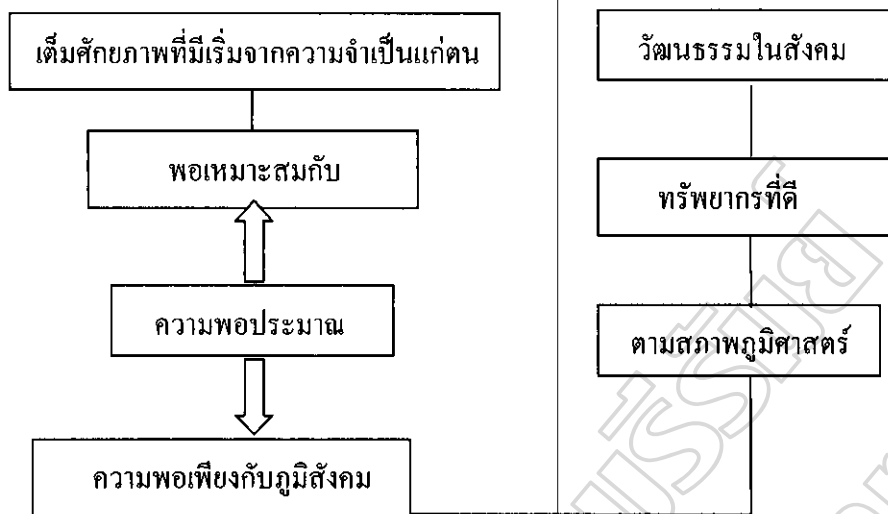 เต็มศักยภาพที่มีเริ่มจากความจำเป็นแก่ตน
พอเหมาะสมกับ
ความพอประมาณ
ความพอเพียงกับภูมิสังคม
วัฒนธรรมในสังคม
ทรัพยากรที่ดี
ตามสภาพภูมิศาสตร์